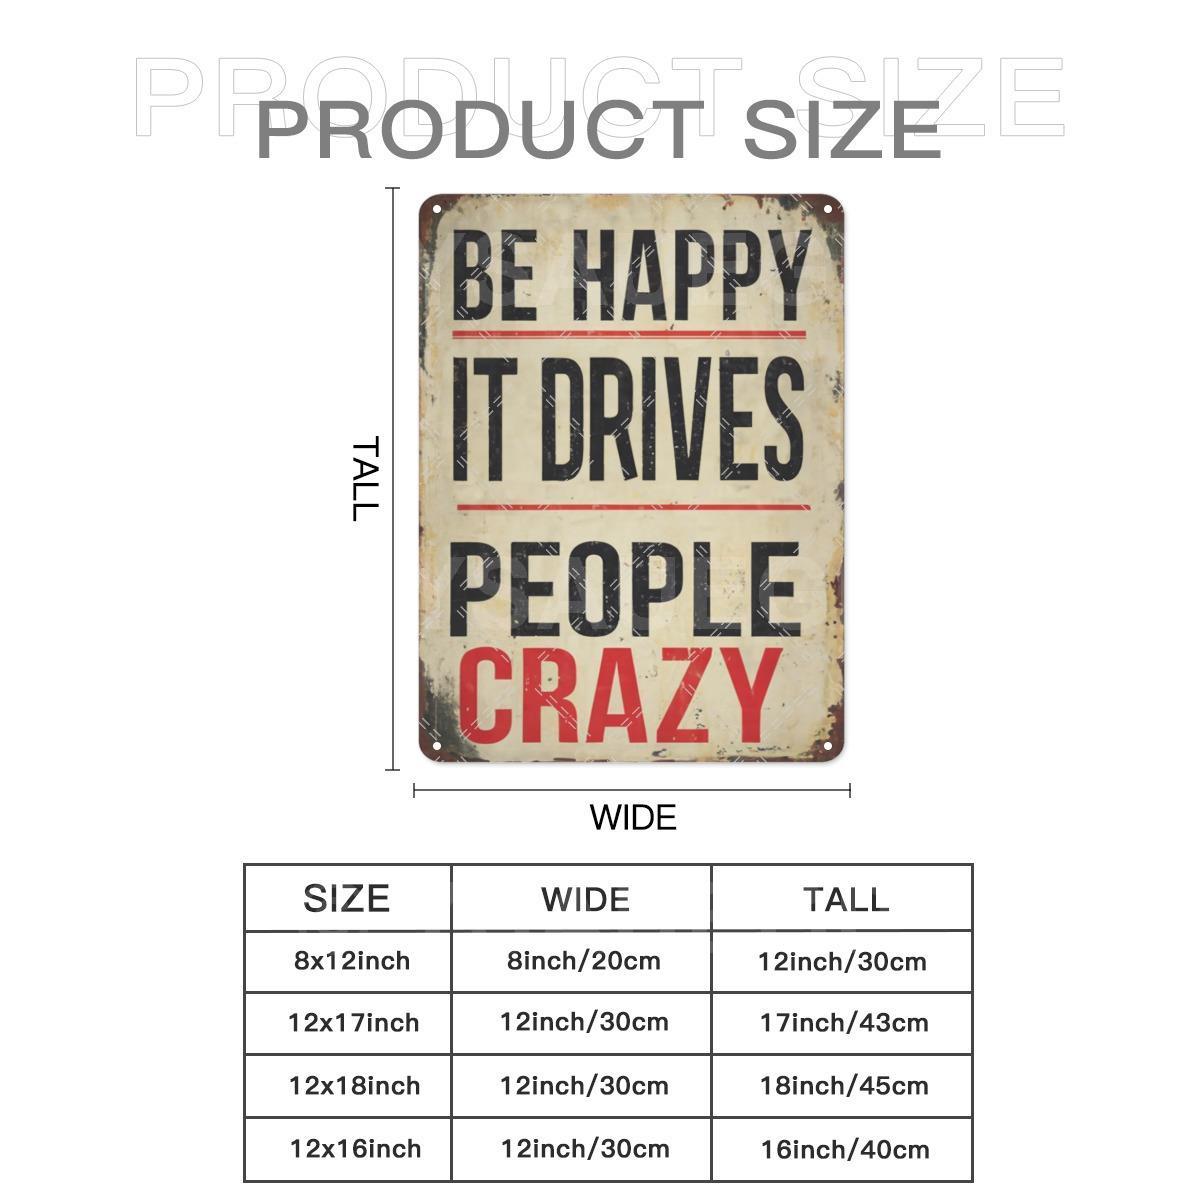 PRODUCT SIZE
PRODUCT SIZE
BE HAPPY
IT DRIVES
PEOPLE
CRAZY
TALL
WIDE
SIZE WIDE TALL
8x12inch 8inch/20cm 12inch/30cm
12x17inch 12inch/30cm 17inch/43cm
12x18inch 12inch/30cm 18inch/45cm
12x16inch 12inch/30cm 16inch/40cm